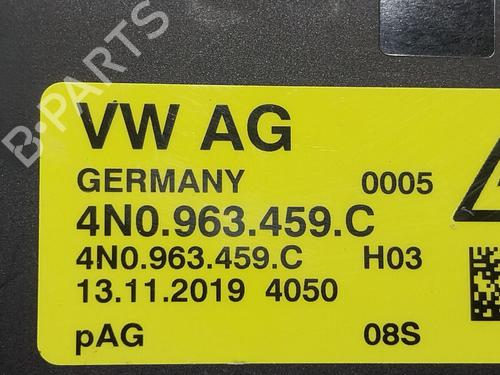 B-PARTS
VW AG
GERMANY 0005
4N0.963.459.C
4N0.963.459.C H03
13.11.2019 4050
pAG 08S